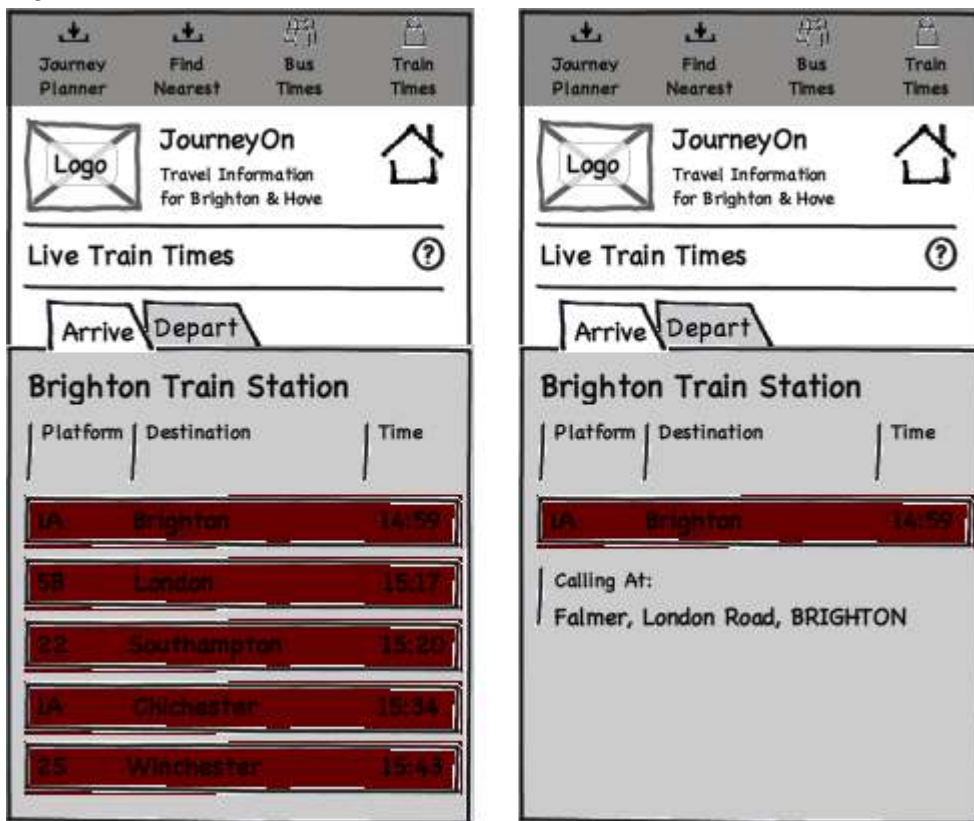 Journey Planner Find Nearest Bus Times Train Times
Logo
JourneyOn
Travel Information
for Brighton & Hove
Live Train Times ?
Arrive Depart
Brighton Train Station
Platform Destination Time
1A Brighton 14:59
5B London 15:17
22 Southampton 15:20
1A Chichester 15:34
25 Winchester 15:43
Journey Planner Find Nearest Bus Times Train Times
Logo
JourneyOn
Travel Information
for Brighton & Hove
Live Train Times ?
Arrive Depart
Brighton Train Station
Platform Destination Time
1A Brighton 14:59
Calling At:
Falmer, London Road, BRIGHTON